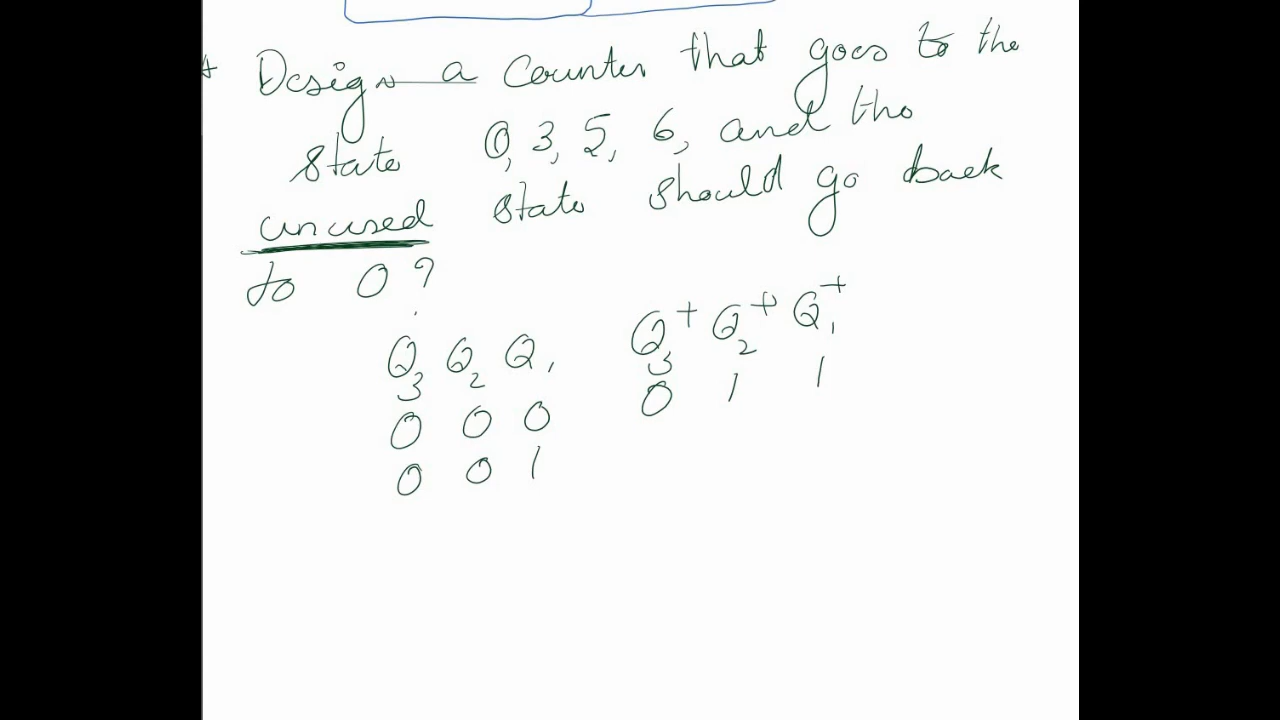 * Design a Counter that goes to the
state 0, 3, 5, 6, and the
unused state should go back
to 0 ?
Q3 Q2 Q1 Q3+ Q2+ Q1+
0 0 0 0 1 1
0 0 1